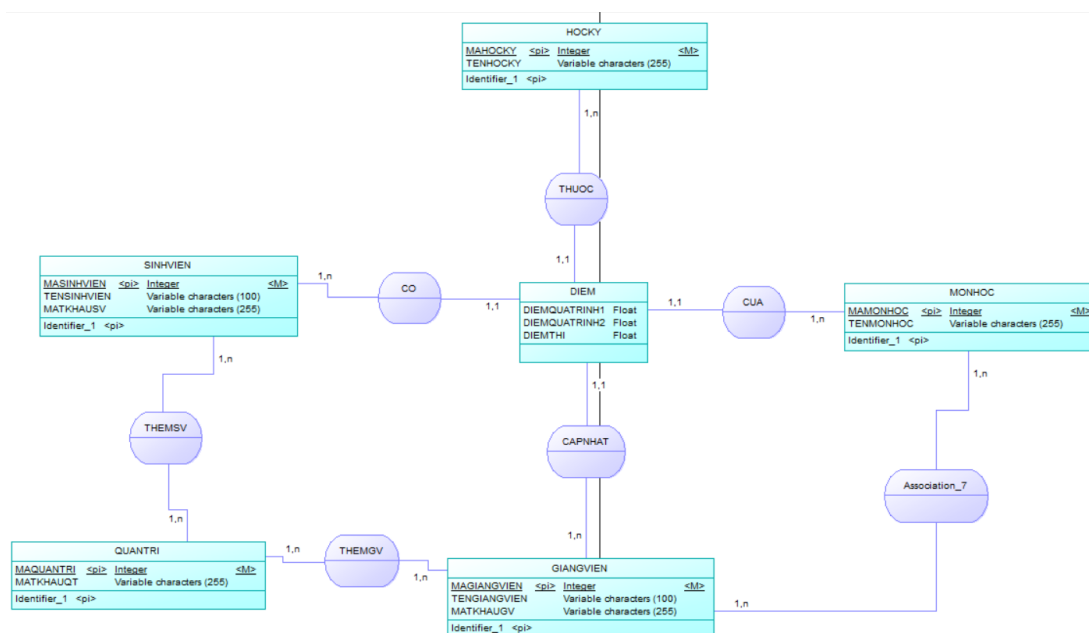 HOCKY
MAHOCKY <pi> Integer <M>
TENHOCKY Variable characters (255)
Identifier_1 <pi>
1,n
THUOC
1,1
SINHVIEN
MASINHVIEN <pi> Integer <M>
TENSINHVIEN Variable characters (100)
MATKHAUSV Variable characters (255)
Identifier_1 <pi>
1,n
CO
1,1
DIEM
DIEMQUATRINH1 Float
DIEMQUATRINH2 Float
DIEMTHI Float
1,1
CUA
1,n
MONHOC
MAMONHOC <pi> Integer <M>
TENMONHOC Variable characters (255)
Identifier_1 <pi>
1,n
THEMSV
1,n
1,1
CAPNHAT
1,n
1,n
Association_7
1,n
QUANTRI
MAQUANTRI <pi> Integer <M>
MATKHAUQT Variable characters (255)
Identifier_1 <pi>
1,n
THEMGV
1,n
GIANGVIEN
MAGIANGVIEN <pi> Integer <M>
TENGIANGVIEN Variable characters (100)
MATKHAUGV Variable characters (255)
Identifier_1 <pi>